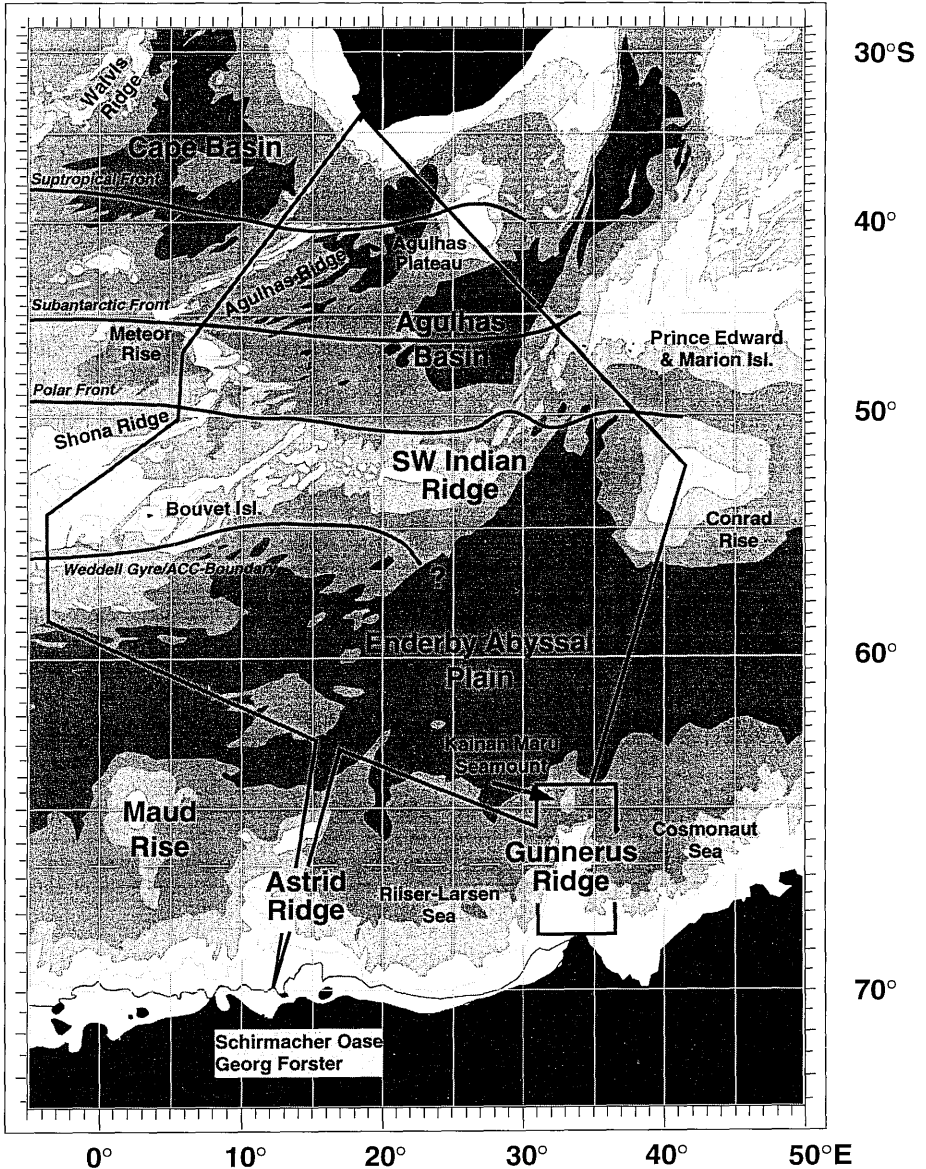 30°S
Walvis
Ridge
Cape Basin
Suptropical Front
40°
Agulhas
Plateau
Agulhas-Ridge
Subantarctic Front
Meteor
Rise
Agulhas
Basin
Prince Edward
& Marion Isl.
Polar Front
50°
Shona Ridge
SW Indian
Ridge
Bouvet Isl.
Conrad
Rise
Weddell Gyre/ACC-Boundary
?
Enderby Abyssal
Plain
60°
Kainan Maru
Seamount
Maud
Rise
Cosmonaut
Sea
Gunnerus
Ridge
Astrid
Ridge
Riiser-Larsen
Sea
70°
Schirmacher Oase
Georg Forster
0° 10° 20° 30° 40° 50°E